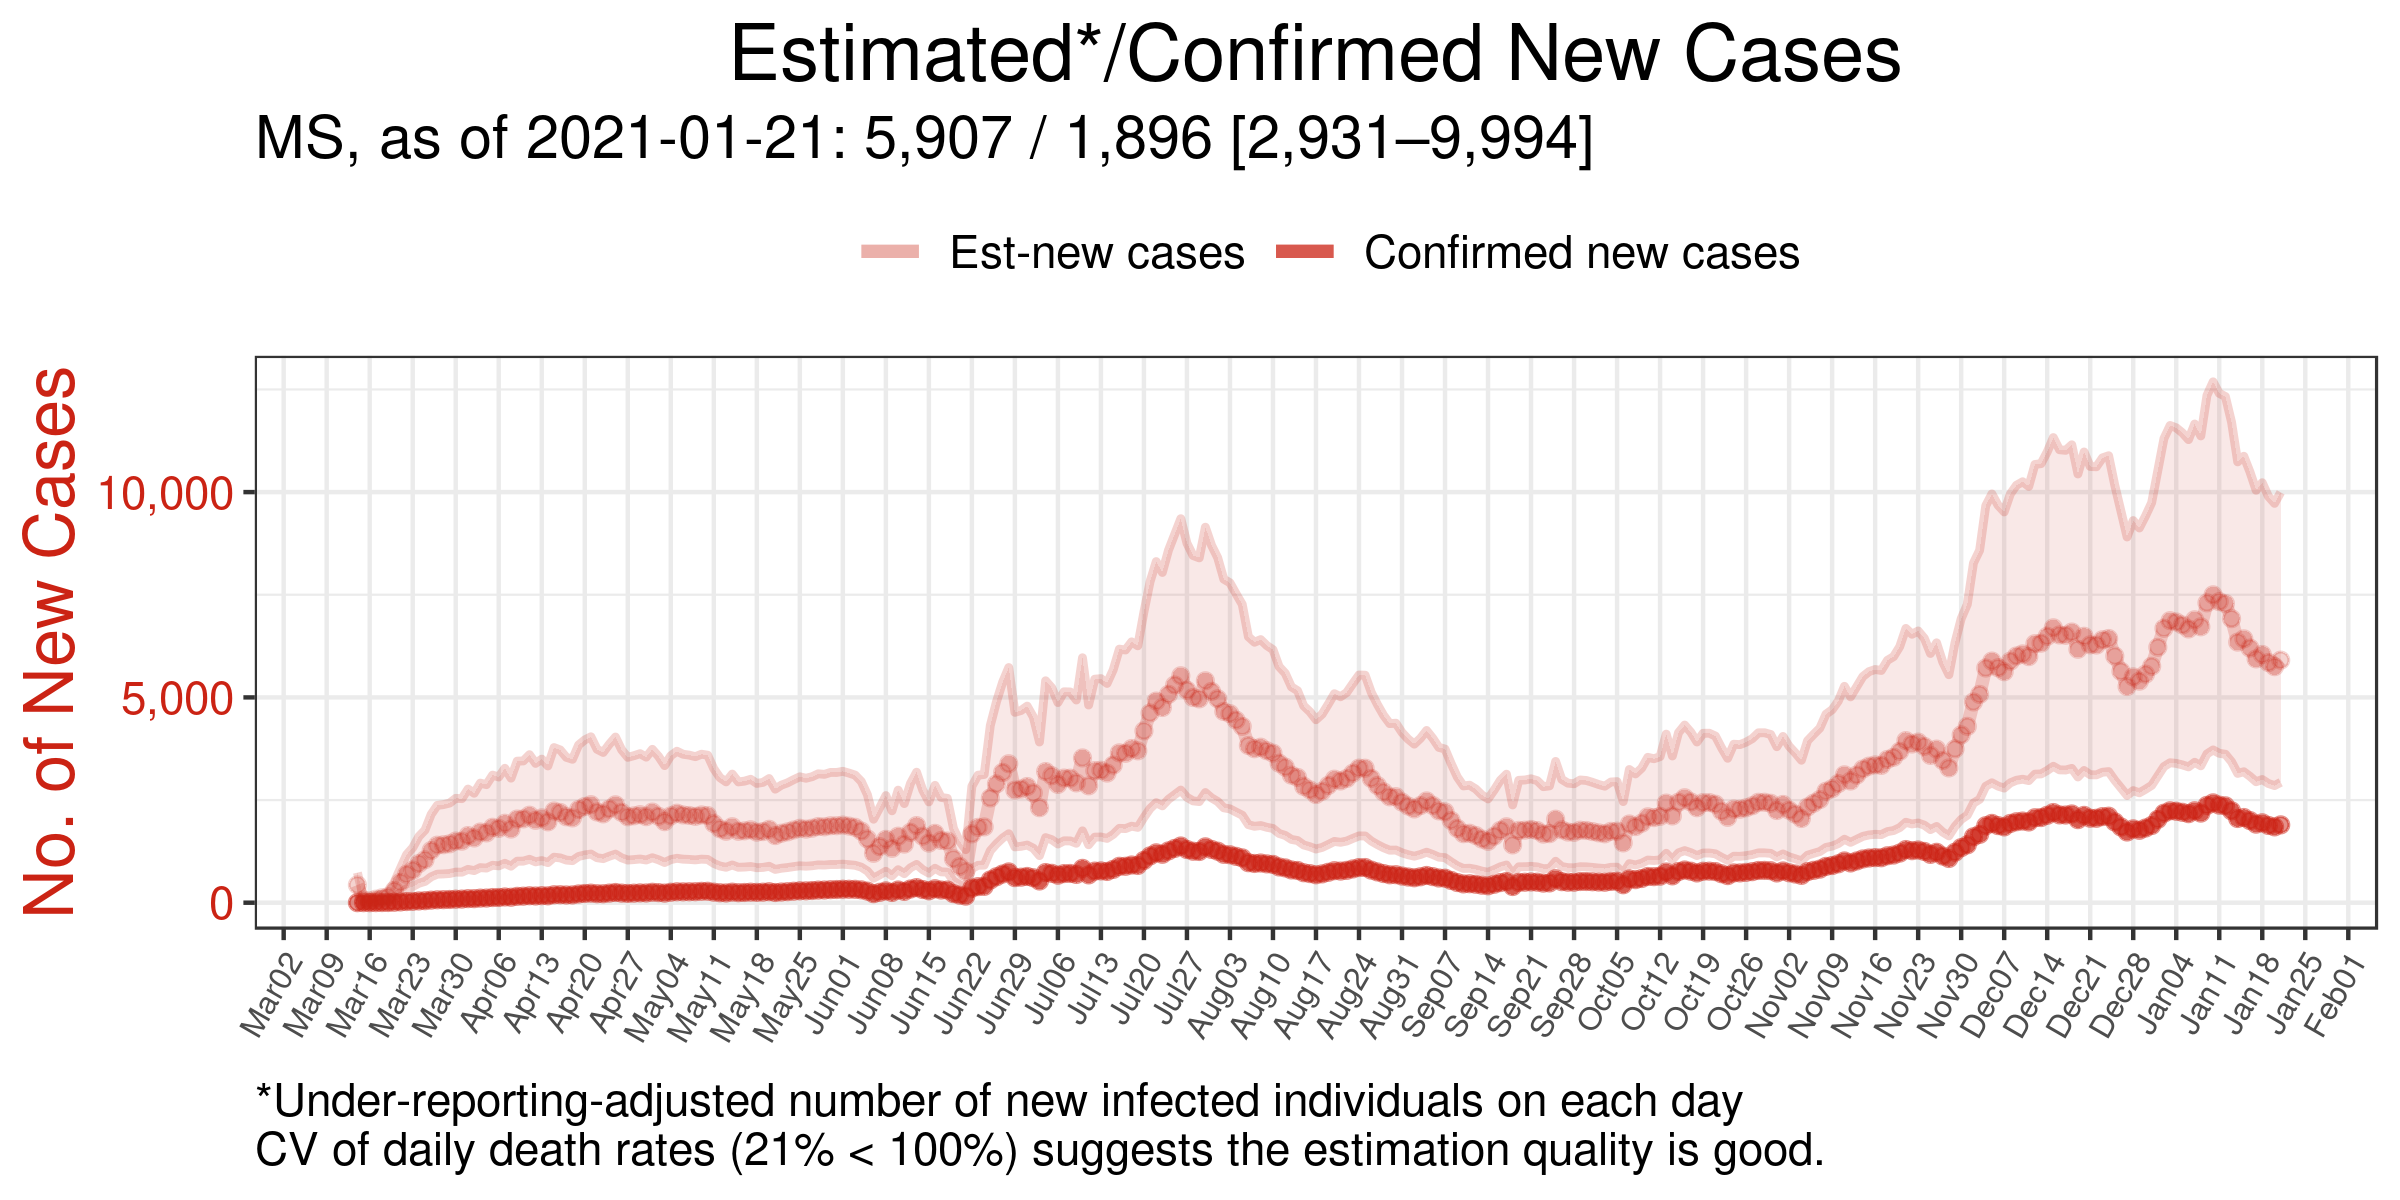 Estimated*/Confirmed New Cases
MS, as of 2021-01-21: 5,907 / 1,896 [2,931–9,994]
Est-new cases
Confirmed new cases
No. of New Cases
10,000
5,000
0
Mar02
Mar09
Mar16
Mar23
Mar30
Apr06
Apr13
Apr20
Apr27
May04
May11
May18
May25
Jun01
Jun08
Jun15
Jun22
Jun29
Jul06
Jul13
Jul20
Jul27
Aug03
Aug10
Aug17
Aug24
Aug31
Sep07
Sep14
Sep21
Sep28
Oct05
Oct12
Oct19
Oct26
Nov02
Nov09
Nov16
Nov23
Nov30
Dec07
Dec14
Dec21
Dec28
Jan04
Jan11
Jan18
Jan25
Feb01
*Under-reporting-adjusted number of new infected individuals on each day
CV of daily death rates (21% < 100%) suggests the estimation quality is good.